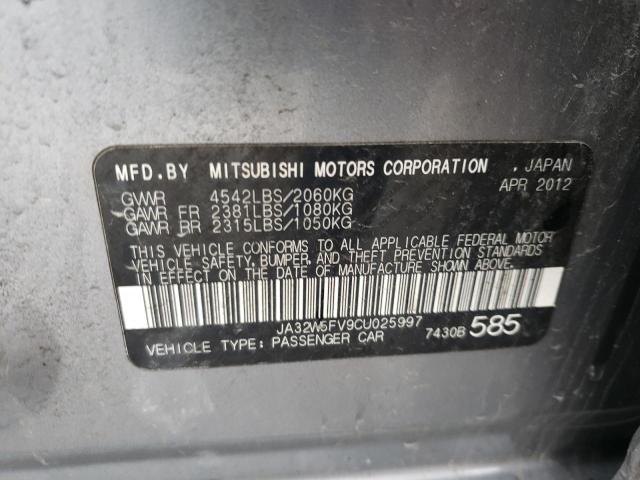 MFD.BY MITSUBISHI MOTORS CORPORATION . JAPAN
APR 2012
GVWR 4542LBS/2060KG
GAWR FR 2381LBS/1080KG
GAWR RR 2315LBS/1050KG
THIS VEHICLE CONFORMS TO ALL APPLICABLE FEDERAL MOTOR
VEHICLE SAFETY, BUMPER, AND THEFT PREVENTION STANDARDS
IN EFFECT ON THE DATE OF MANUFACTURE SHOWN ABOVE.
JA32W5FV9CU025997
7430B 585
VEHICLE TYPE: PASSENGER CAR